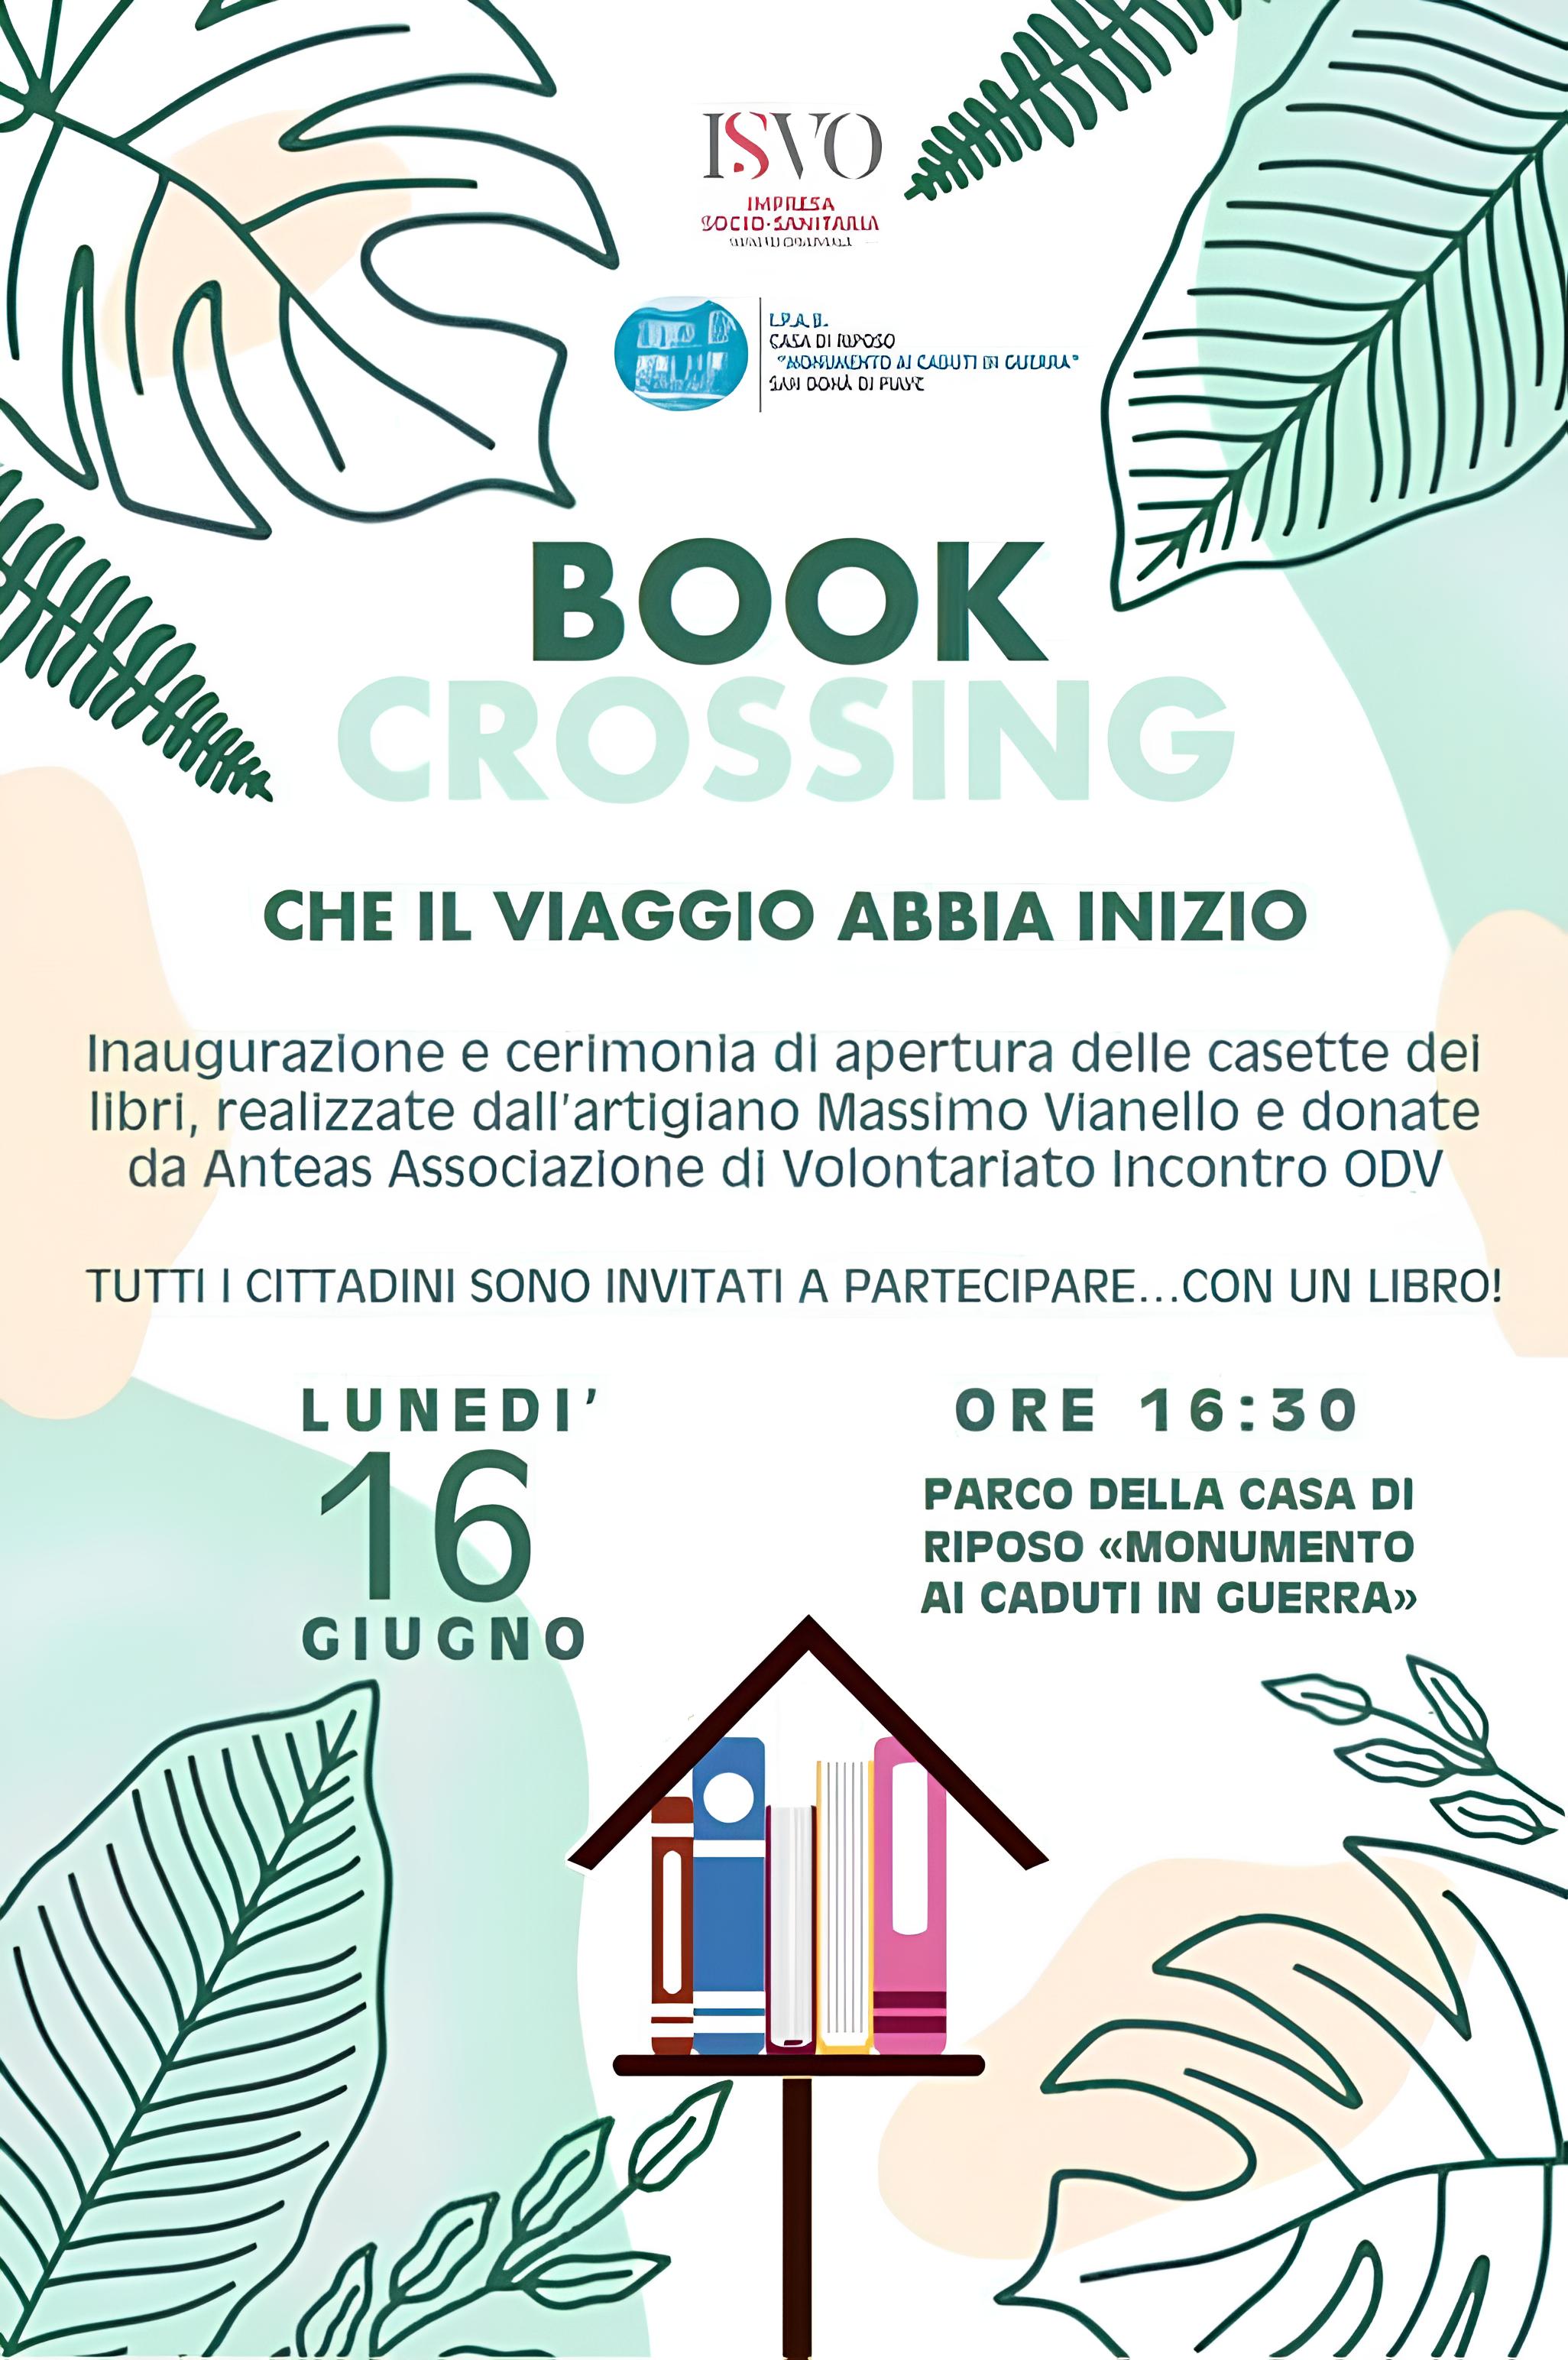 ISVO
IMPRESA
SOCIO-SANITARIA
I.P.A.B.
CASA DI RIPOSO
"MONUMENTO AI CADUTI IN GUERRA"
SAN DONÀ DI PIAVE
BOOK
CROSSING
CHE IL VIAGGIO ABBIA INIZIO
Inaugurazione e cerimonia di apertura delle casette dei
libri, realizzate dall'artigiano Massimo Vianello e donate
da Anteas Associazione di Volontariato Incontro ODV
TUTTI I CITTADINI SONO INVITATI A PARTECIPARE...CON UN LIBRO!
LUNEDI'
16
GIUGNO
ORE 16:30
PARCO DELLA CASA DI
RIPOSO «MONUMENTO
AI CADUTI IN GUERRA»